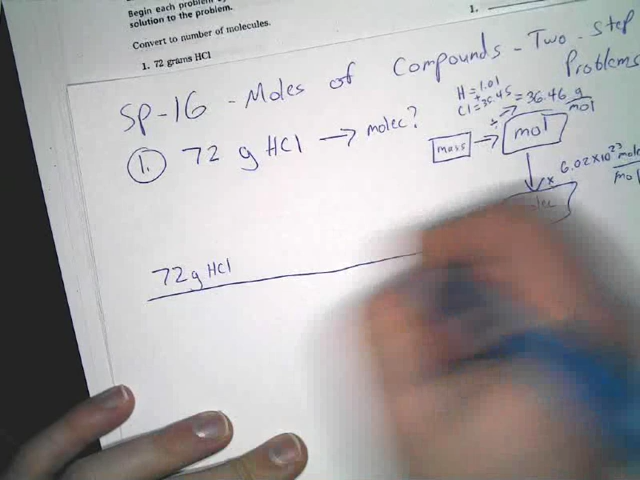 Begin each problem
solution to the problem.
1.
Convert to number of molecules.
1. 72 grams HCl
SP-16 - Moles of Compounds - Two-Step
Problems
H = 1.01
+
Cl = 35.45 = 36.46 g/mol
1. 72 g HCl → molec?
mass → ÷ mol
↓ × 6.02×10²³ molec
mol
72g HCl